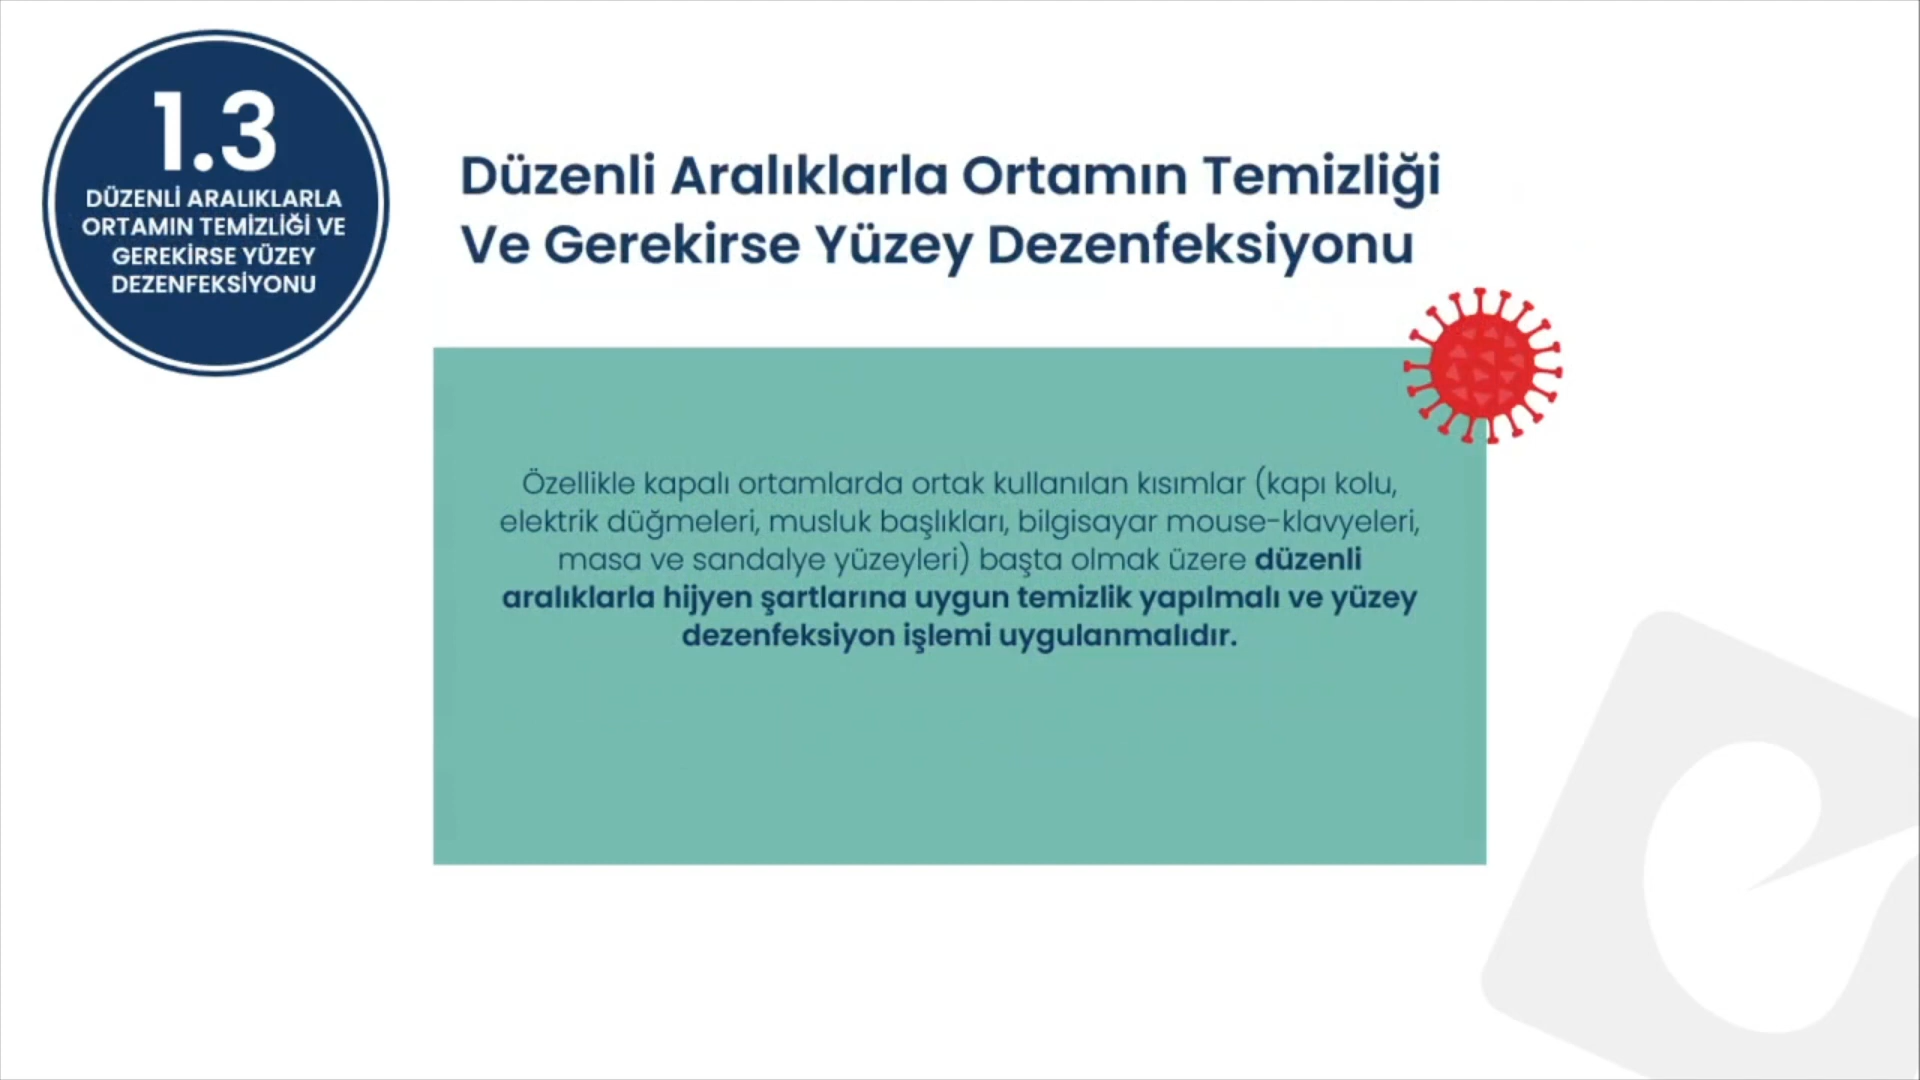 1.3
DÜZENLİ ARALIKLARLA
ORTAMIN TEMİZLİĞİ VE
GEREKİRSE YÜZEY
DEZENFEKSİYONU
Düzenli Aralıklarla Ortamın Temizliği
Ve Gerekirse Yüzey Dezenfeksiyonu
Özellikle kapalı ortamlarda ortak kullanılan kısımlar (kapı kolu,
elektrik düğmeleri, musluk başlıkları, bilgisayar mouse-klavyeleri,
masa ve sandalye yüzeyleri) başta olmak üzere düzenli
aralıklarla hijyen şartlarına uygun temizlik yapılmalı ve yüzey
dezenfeksiyon işlemi uygulanmalıdır.